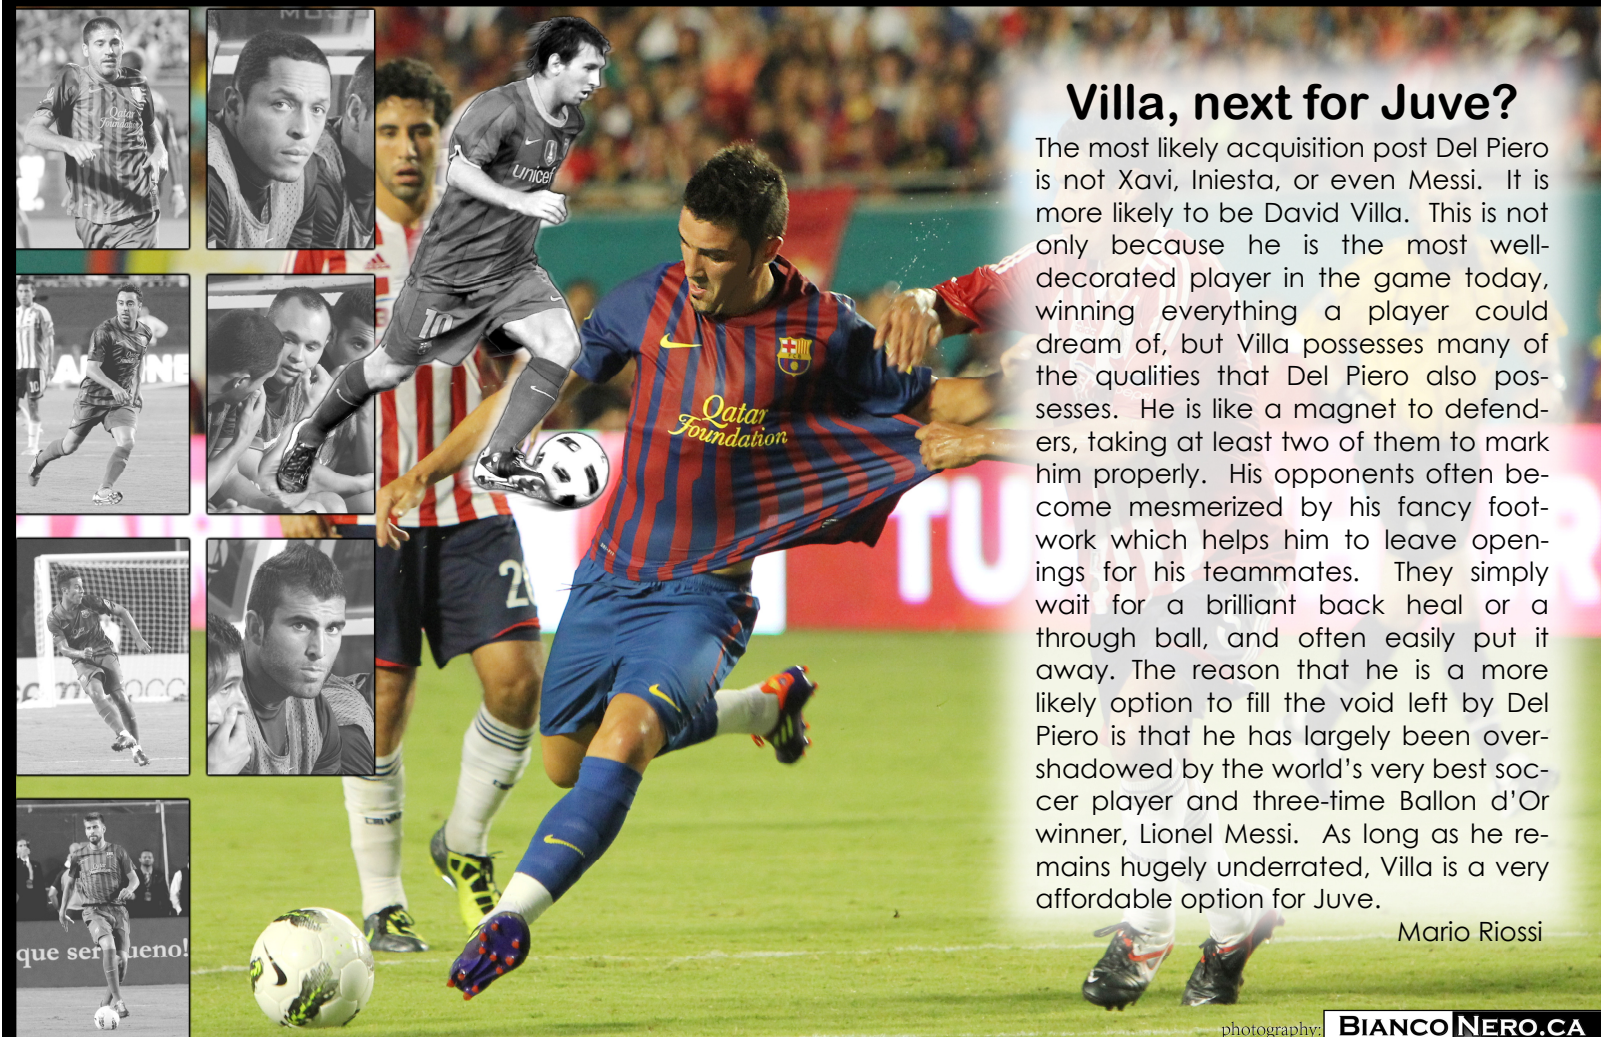 Villa, next for Juve?
The most likely acquisition post Del Piero
is not Xavi, Iniesta, or even Messi.  It is
more likely to be David Villa.  This is not
only because he is the most well-
decorated player in the game today,
winning everything a player could
dream of, but Villa possesses many of
the qualities that Del Piero also pos-
sesses.  He is like a magnet to defend-
ers, taking at least two of them to mark
him properly.  His opponents often be-
come mesmerized by his fancy foot-
work which helps him to leave open-
ings for his teammates.  They simply
wait for a brilliant back heal or a
through ball, and often easily put it
away. The reason that he is a more
likely option to fill the void left by Del
Piero is that he has largely been over-
shadowed by the world's very best soc-
cer player and three-time Ballon d'Or
winner, Lionel Messi.  As long as he re-
mains hugely underrated, Villa is a very
affordable option for Juve.
Mario Riossi
photography: BIANCONERO.CA
Qatar
Foundation
unicef
10
Qatar
Foundation
10
que ser
ueno!
TU